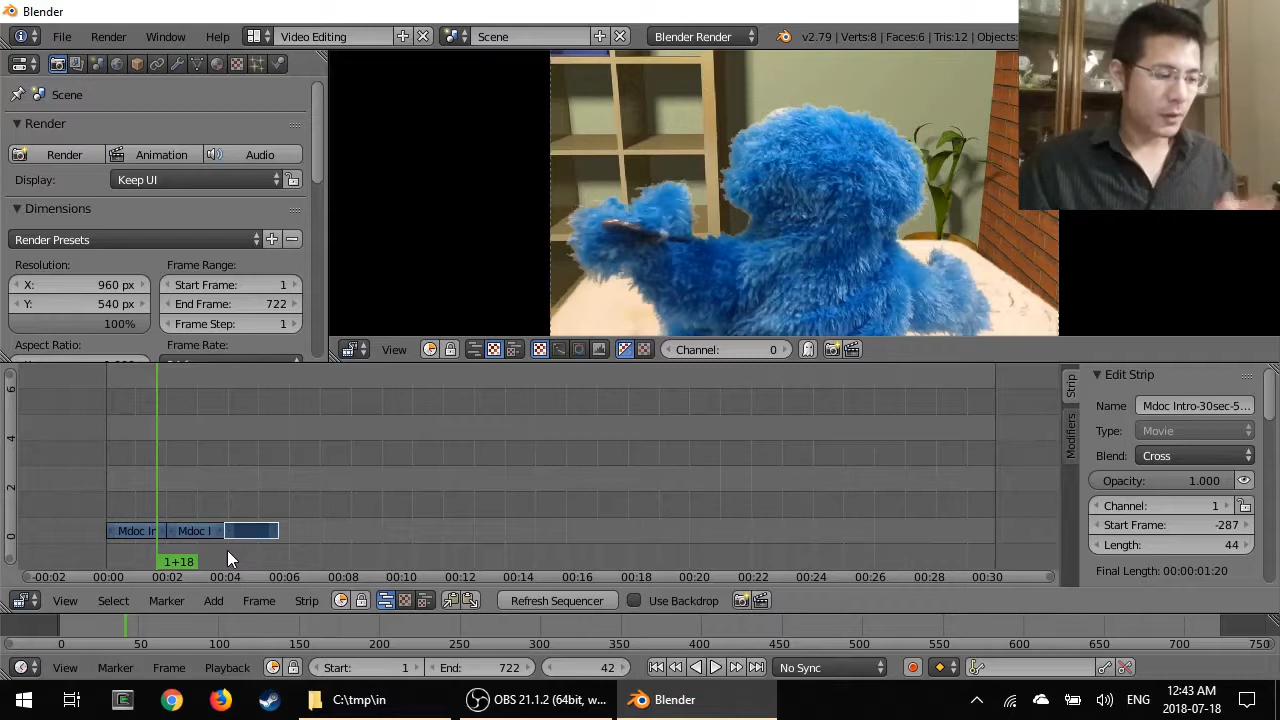 Blender
File Render Window Help Video Editing Scene Blender Render v2.79 | Verts:8 | Faces:6 | Tris:12 | Objects:
Scene
Render
Render Animation Audio
Display: Keep UI
Dimensions
Render Presets
Resolution: Frame Range:
X: 960 px Start Frame: 1
Y: 540 px End Frame: 722
100% Frame Step: 1
Aspect Ratio: Frame Rate:
View Channel: 0
6
4
2
0
Mdoc In Mdoc I
1+18
-00:02 00:00 00:02 00:04 00:06 00:08 00:10 00:12 00:14 00:16 00:18 00:20 00:22 00:24 00:26 00:28 00:30
Strip
Modifiers
Edit Strip
Name Mdoc Intro-30sec-5...
Type: Movie
Blend: Cross
Opacity: 1.000
Channel: 1
Start Frame: -287
Length: 44
Final Length: 00:00:01:20
View Select Marker Add Frame Strip Refresh Sequencer Use Backdrop
0 50 100 150 200 250 300 350 400 450 500 550 600 650 700 750
View Marker Frame Playback Start: 1 End: 722 42 No Sync
C:\tmp\in OBS 21.1.2 (64bit, w... Blender ENG 12:43 AM
2018-07-18